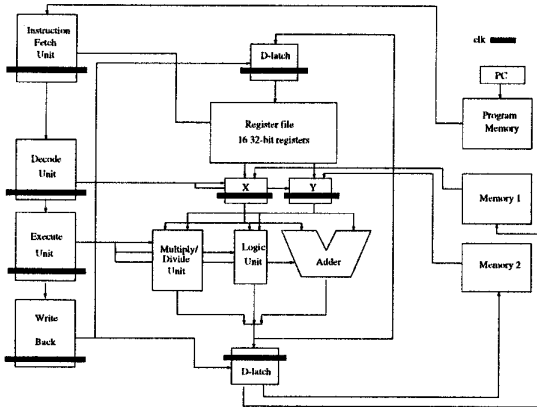 Instruction
Fetch
Unit
D-latch
clk
PC
Program
Memory
Register file
16 32-bit registers
Decode
Unit
X
Y
Memory 1
Execute
Unit
Multiply/
Divide
Unit
Logic
Unit
Adder
Memory 2
Write
Back
D-latch